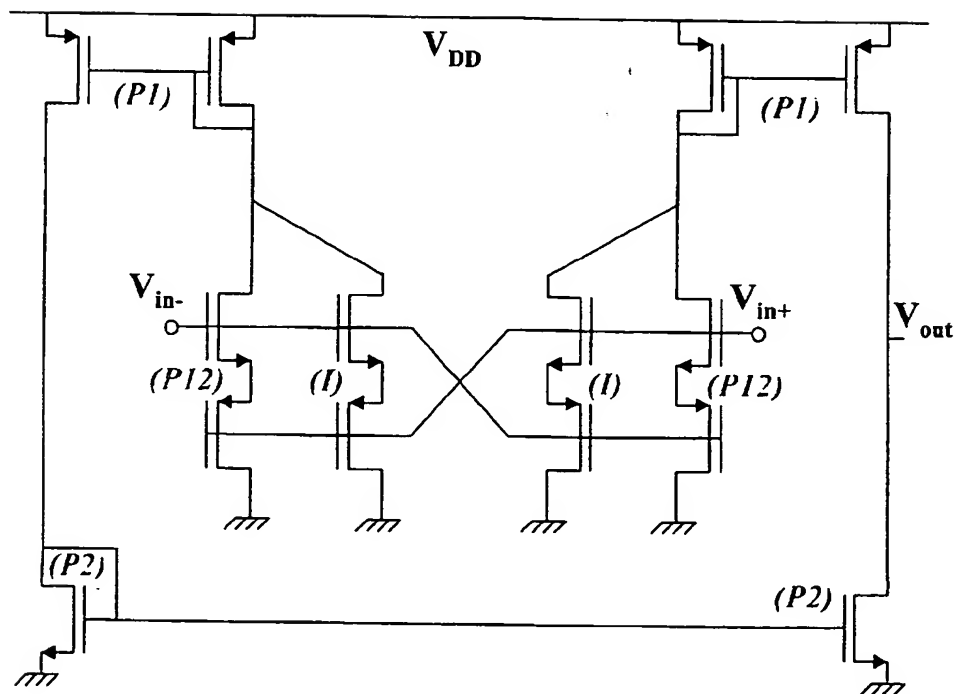 V_DD
(P1)
(P1)
V_in-
V_in+
V_out
(P12)
(I)
(I)
(P12)
(P2)
(P2)